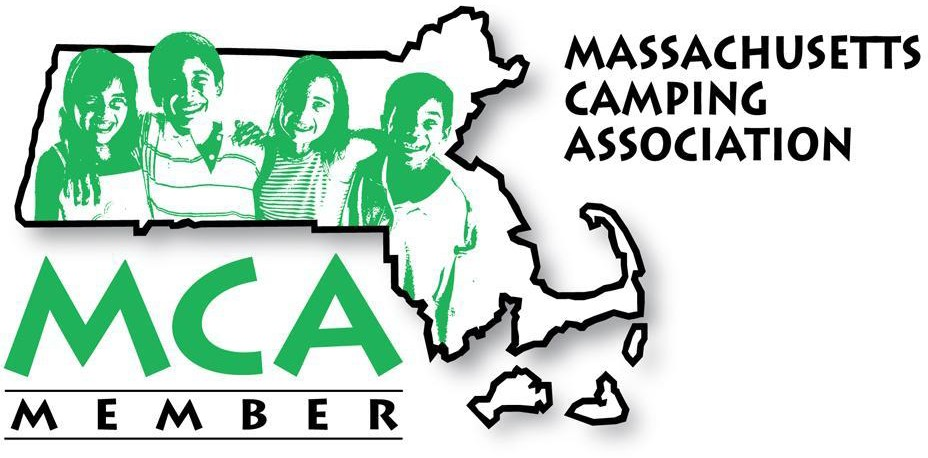 MASSACHUSETTS
CAMPING
ASSOCIATION
MCA
MEMBER